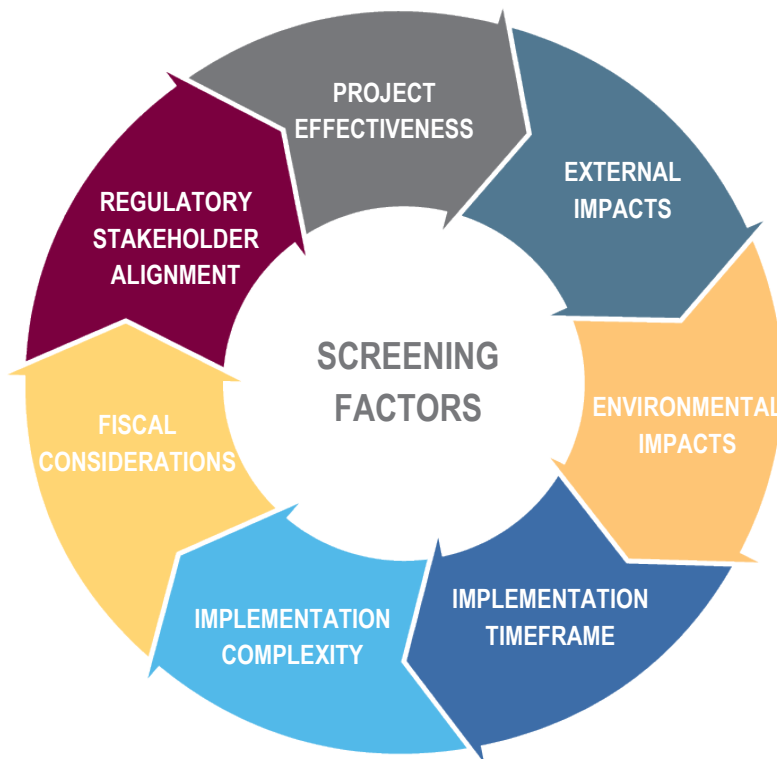 PROJECT
EFFECTIVENESS
EXTERNAL
IMPACTS
ENVIRONMENTAL
IMPACTS
IMPLEMENTATION
TIMEFRAME
IMPLEMENTATION
COMPLEXITY
FISCAL
CONSIDERATIONS
REGULATORY
STAKEHOLDER
ALIGNMENT
SCREENING
FACTORS